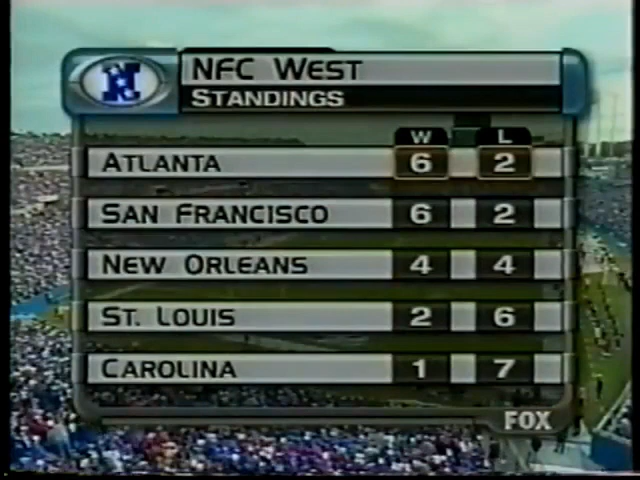 N
NFC WEST
STANDINGS
W L
ATLANTA 6 2
SAN FRANCISCO 6 2
NEW ORLEANS 4 4
ST. LOUIS 2 6
CAROLINA 1 7
FOX